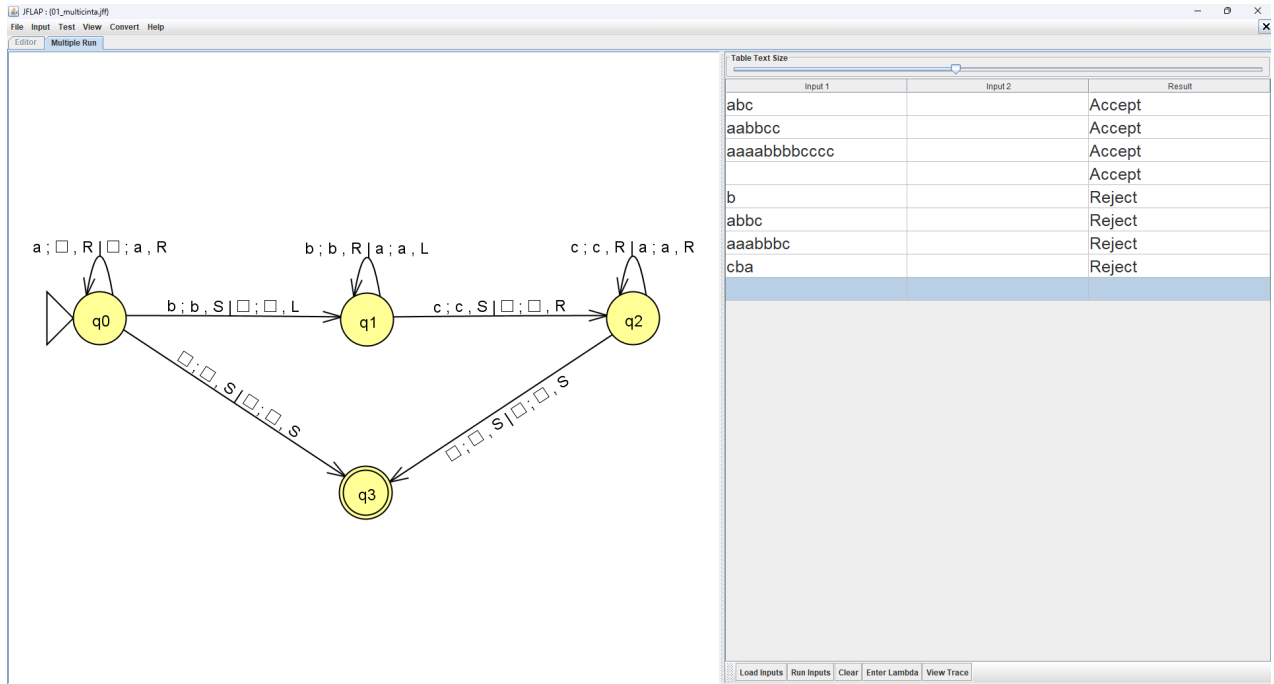 JFLAP : (01_multicinta.jff)
File Input Test View Convert Help
Editor Multiple Run
Table Text Size
Input 1 Input 2 Result
abc Accept
aabbcc Accept
aaaabbbbcccc Accept
Accept
b Reject
abbc Reject
aaabbbc Reject
cba Reject
a ; □ , R | □ ; a , R
b ; b , R | a ; a , L
c ; c , R | a ; a , R
b ; b , S | □ ; □ , L
c ; c , S | □ ; □ , R
q0
q1
q2
□ ; □ , S | □ ; □ , S
□ ; □ , S | □ ; □ , S
q3
Load Inputs Run Inputs Clear Enter Lambda View Trace